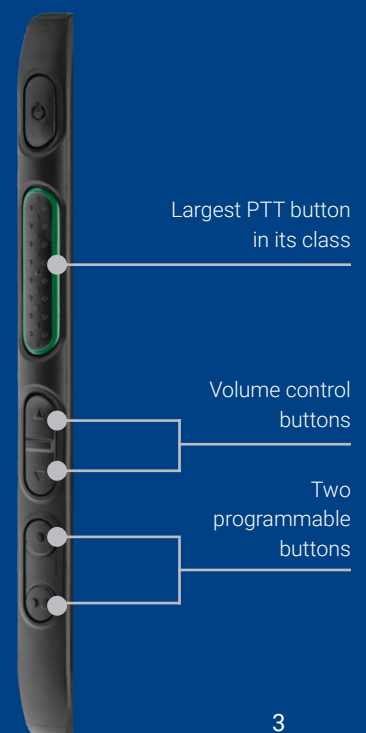 Largest PTT button
in its class
Volume control
buttons
Two
programmable
buttons
3